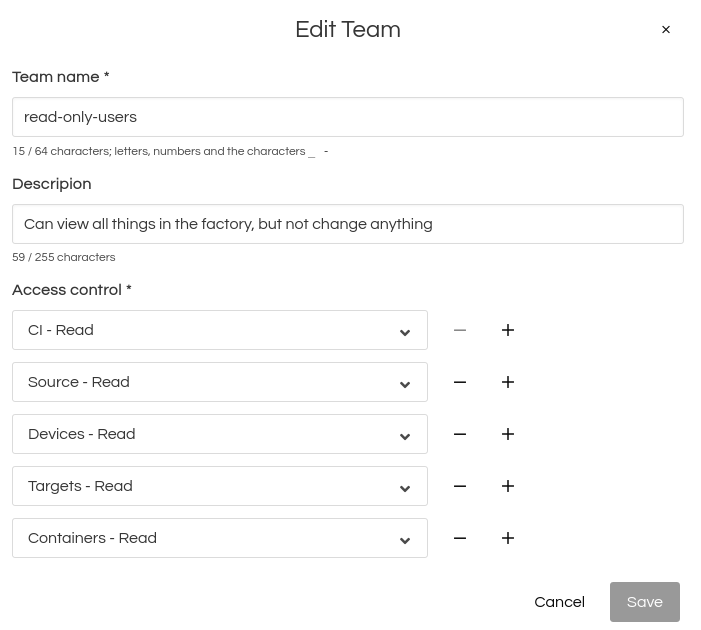 Edit Team
×
Team name *
read-only-users
15 / 64 characters; letters, numbers and the characters _ -
Descripion
Can view all things in the factory, but not change anything
59 / 255 characters
Access control *
CI - Read
Source - Read
Devices - Read
Targets - Read
Containers - Read
Cancel Save